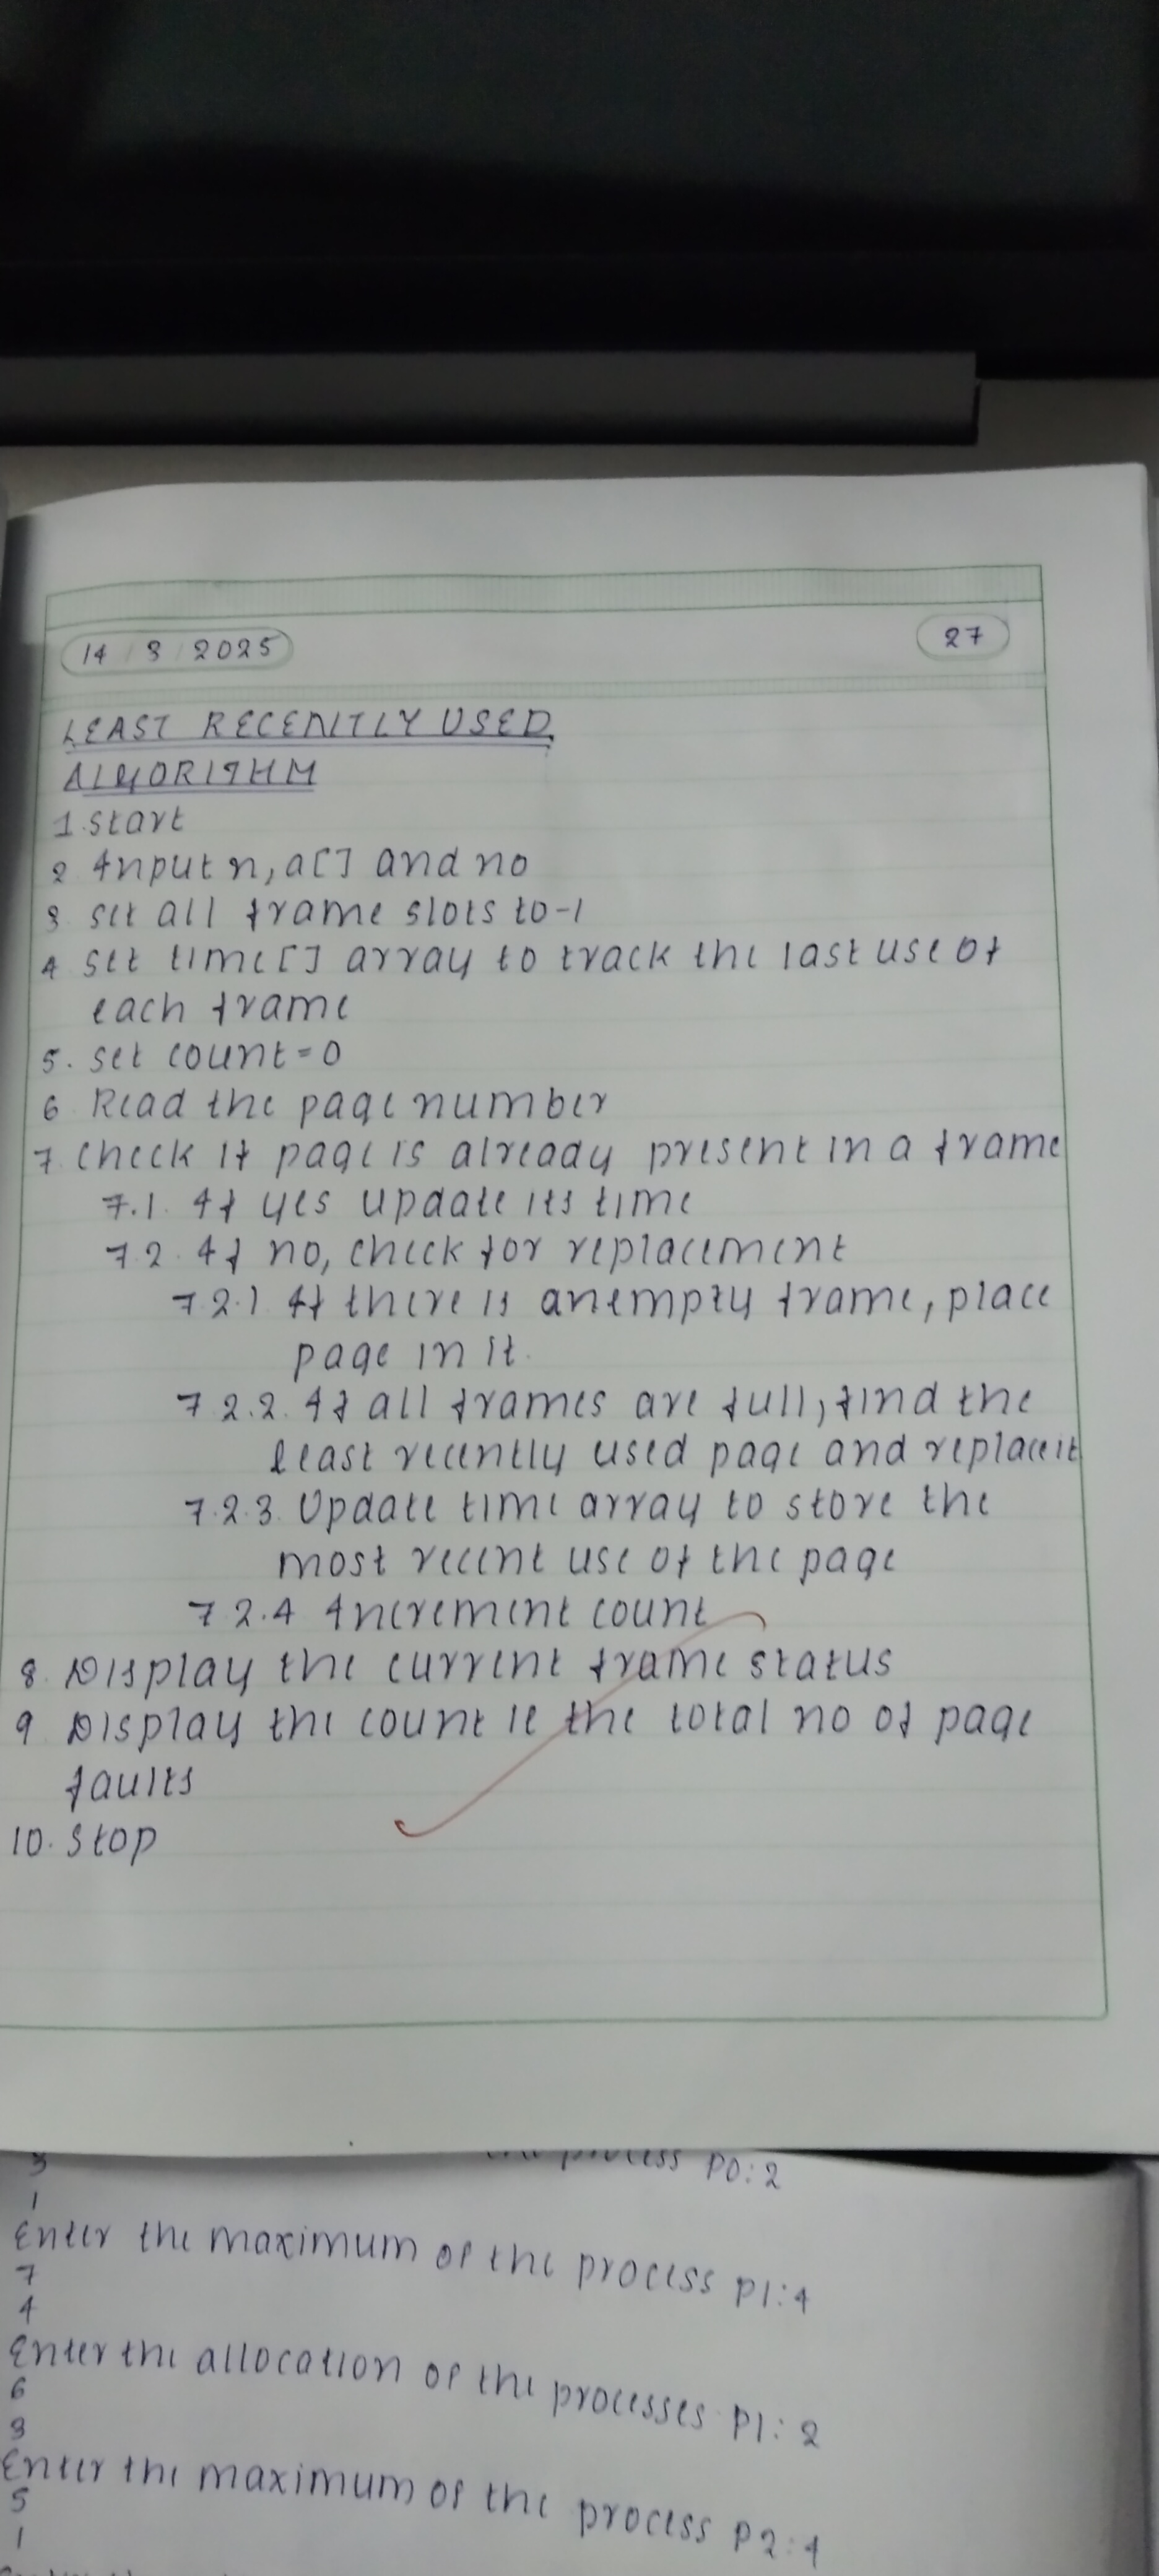 14/3/2025
27
LEAST RECENTLY USED
ALGORITHM
1. Start
2 Input n, a[] and no
3. set all frame slots to -1
4 set time[] array to track the last use of
each frame
5. set count = 0
6 Read the page number
7. check if page is already present in a frame
7.1. If yes update its time
7.2. If no, check for replacement
7.2.1 If there is an empty frame, place
page in it.
7.2.2. If all frames are full, find the
least recently used page and replace it
7.2.3. Update time array to store the
most recent use of the page
7.2.4 Increment count
8. Display the current frame status
9 Display the count ie the total no of page
faults
10. Stop
3
process P0:2
1
Enter the maximum of the process P1:4
7
4
Enter the allocation of the processes P1:2
6
3
Enter the maximum of the process P2:4
5
1